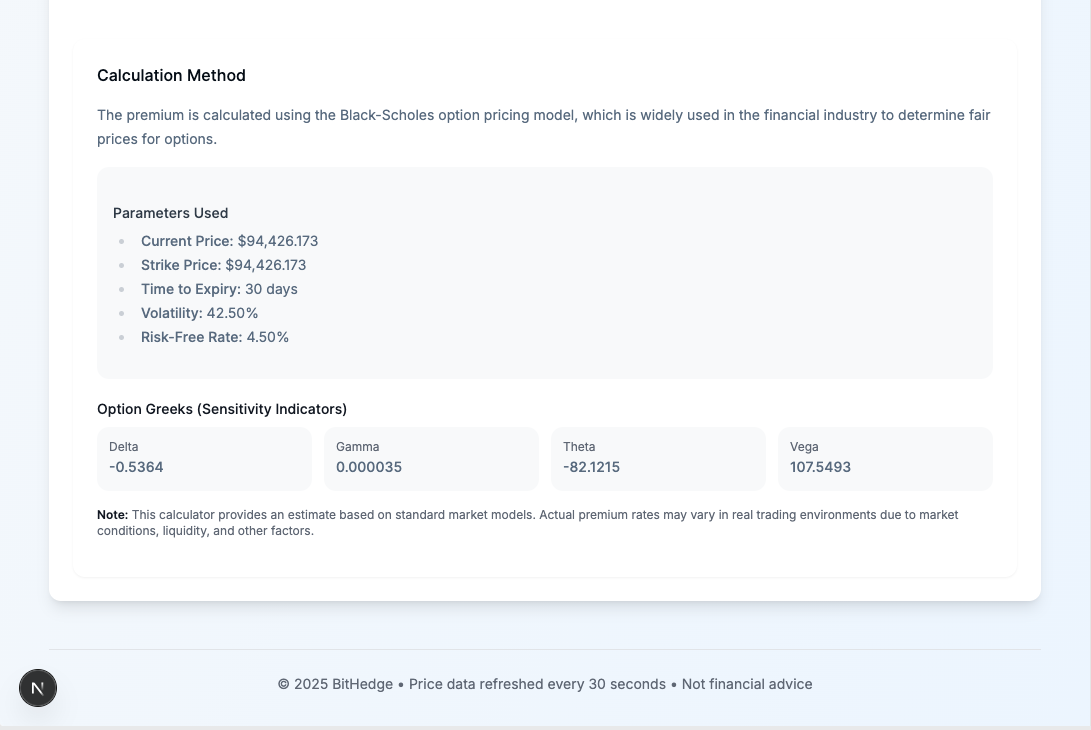 Calculation Method
The premium is calculated using the Black-Scholes option pricing model, which is widely used in the financial industry to determine fair
prices for options.
Parameters Used
• Current Price: $94,426.173
• Strike Price: $94,426.173
• Time to Expiry: 30 days
• Volatility: 42.50%
• Risk-Free Rate: 4.50%
Option Greeks (Sensitivity Indicators)
Delta
-0.5364
Gamma
0.000035
Theta
-82.1215
Vega
107.5493
Note: This calculator provides an estimate based on standard market models. Actual premium rates may vary in real trading environments due to market
conditions, liquidity, and other factors.
N
© 2025 BitHedge • Price data refreshed every 30 seconds • Not financial advice